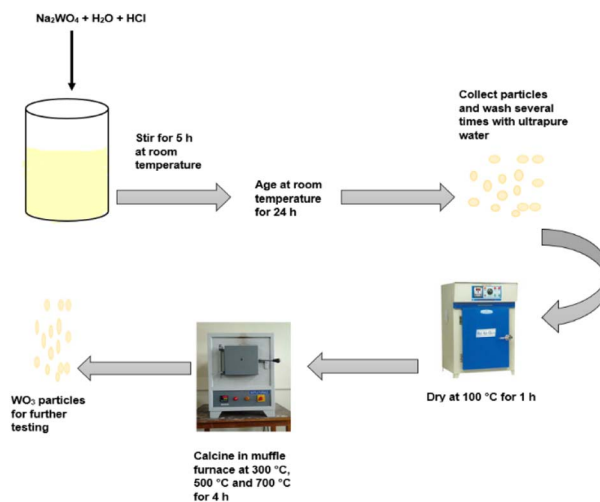 Na₂WO₄ + H₂O + HCl
Stir for 5 h
at room
temperature
Age at room
temperature
for 24 h
Collect particles
and wash several
times with ultrapure
water
Dry at 100 °C for 1 h
Calcine in muffle
furnace at 300 °C,
500 °C and 700 °C
for 4 h
WO₃ particles
for further
testing